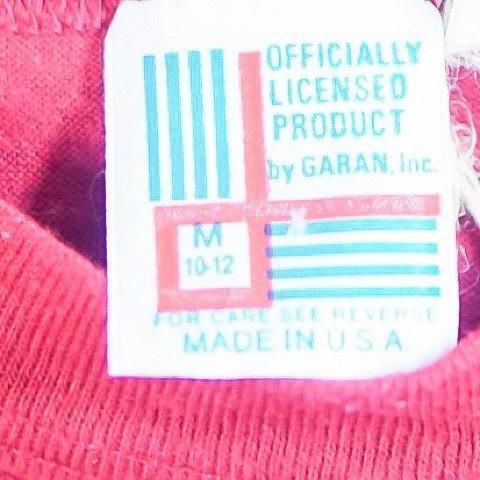 OFFICIALLY
LICENSED
PRODUCT
by GARAN, Inc.
M
10-12
FOR CARE SEE REVERSE
MADE IN U.S.A.